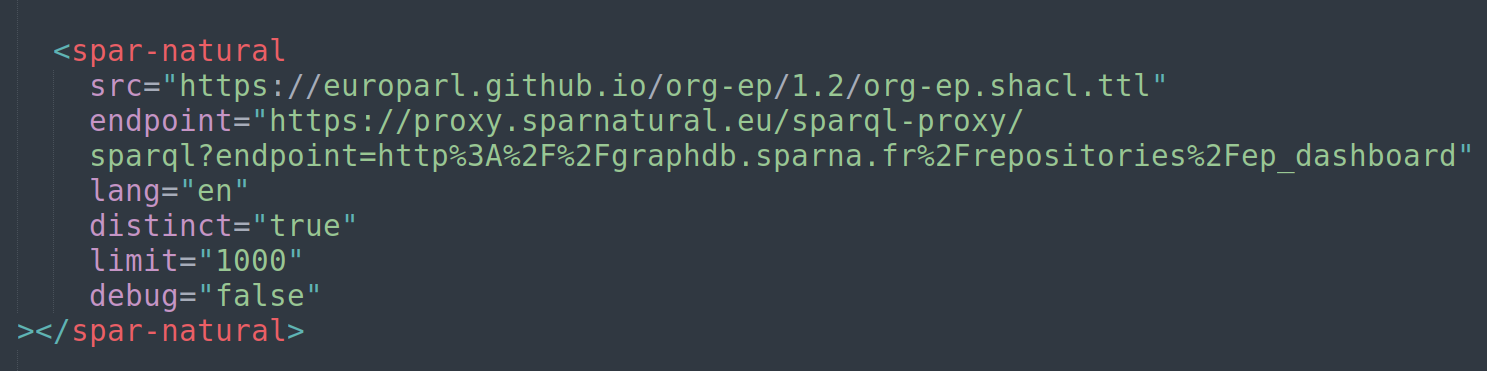 <spar-natural
src="https://europarl.github.io/org-ep/1.2/org-ep.shacl.ttl"
endpoint="https://proxy.sparnatural.eu/sparql-proxy/
sparql?endpoint=http%3A%2F%2Fgraphdb.sparna.fr%2Frepositories%2Fep_dashboard"
lang="en"
distinct="true"
limit="1000"
debug="false"
></spar-natural>